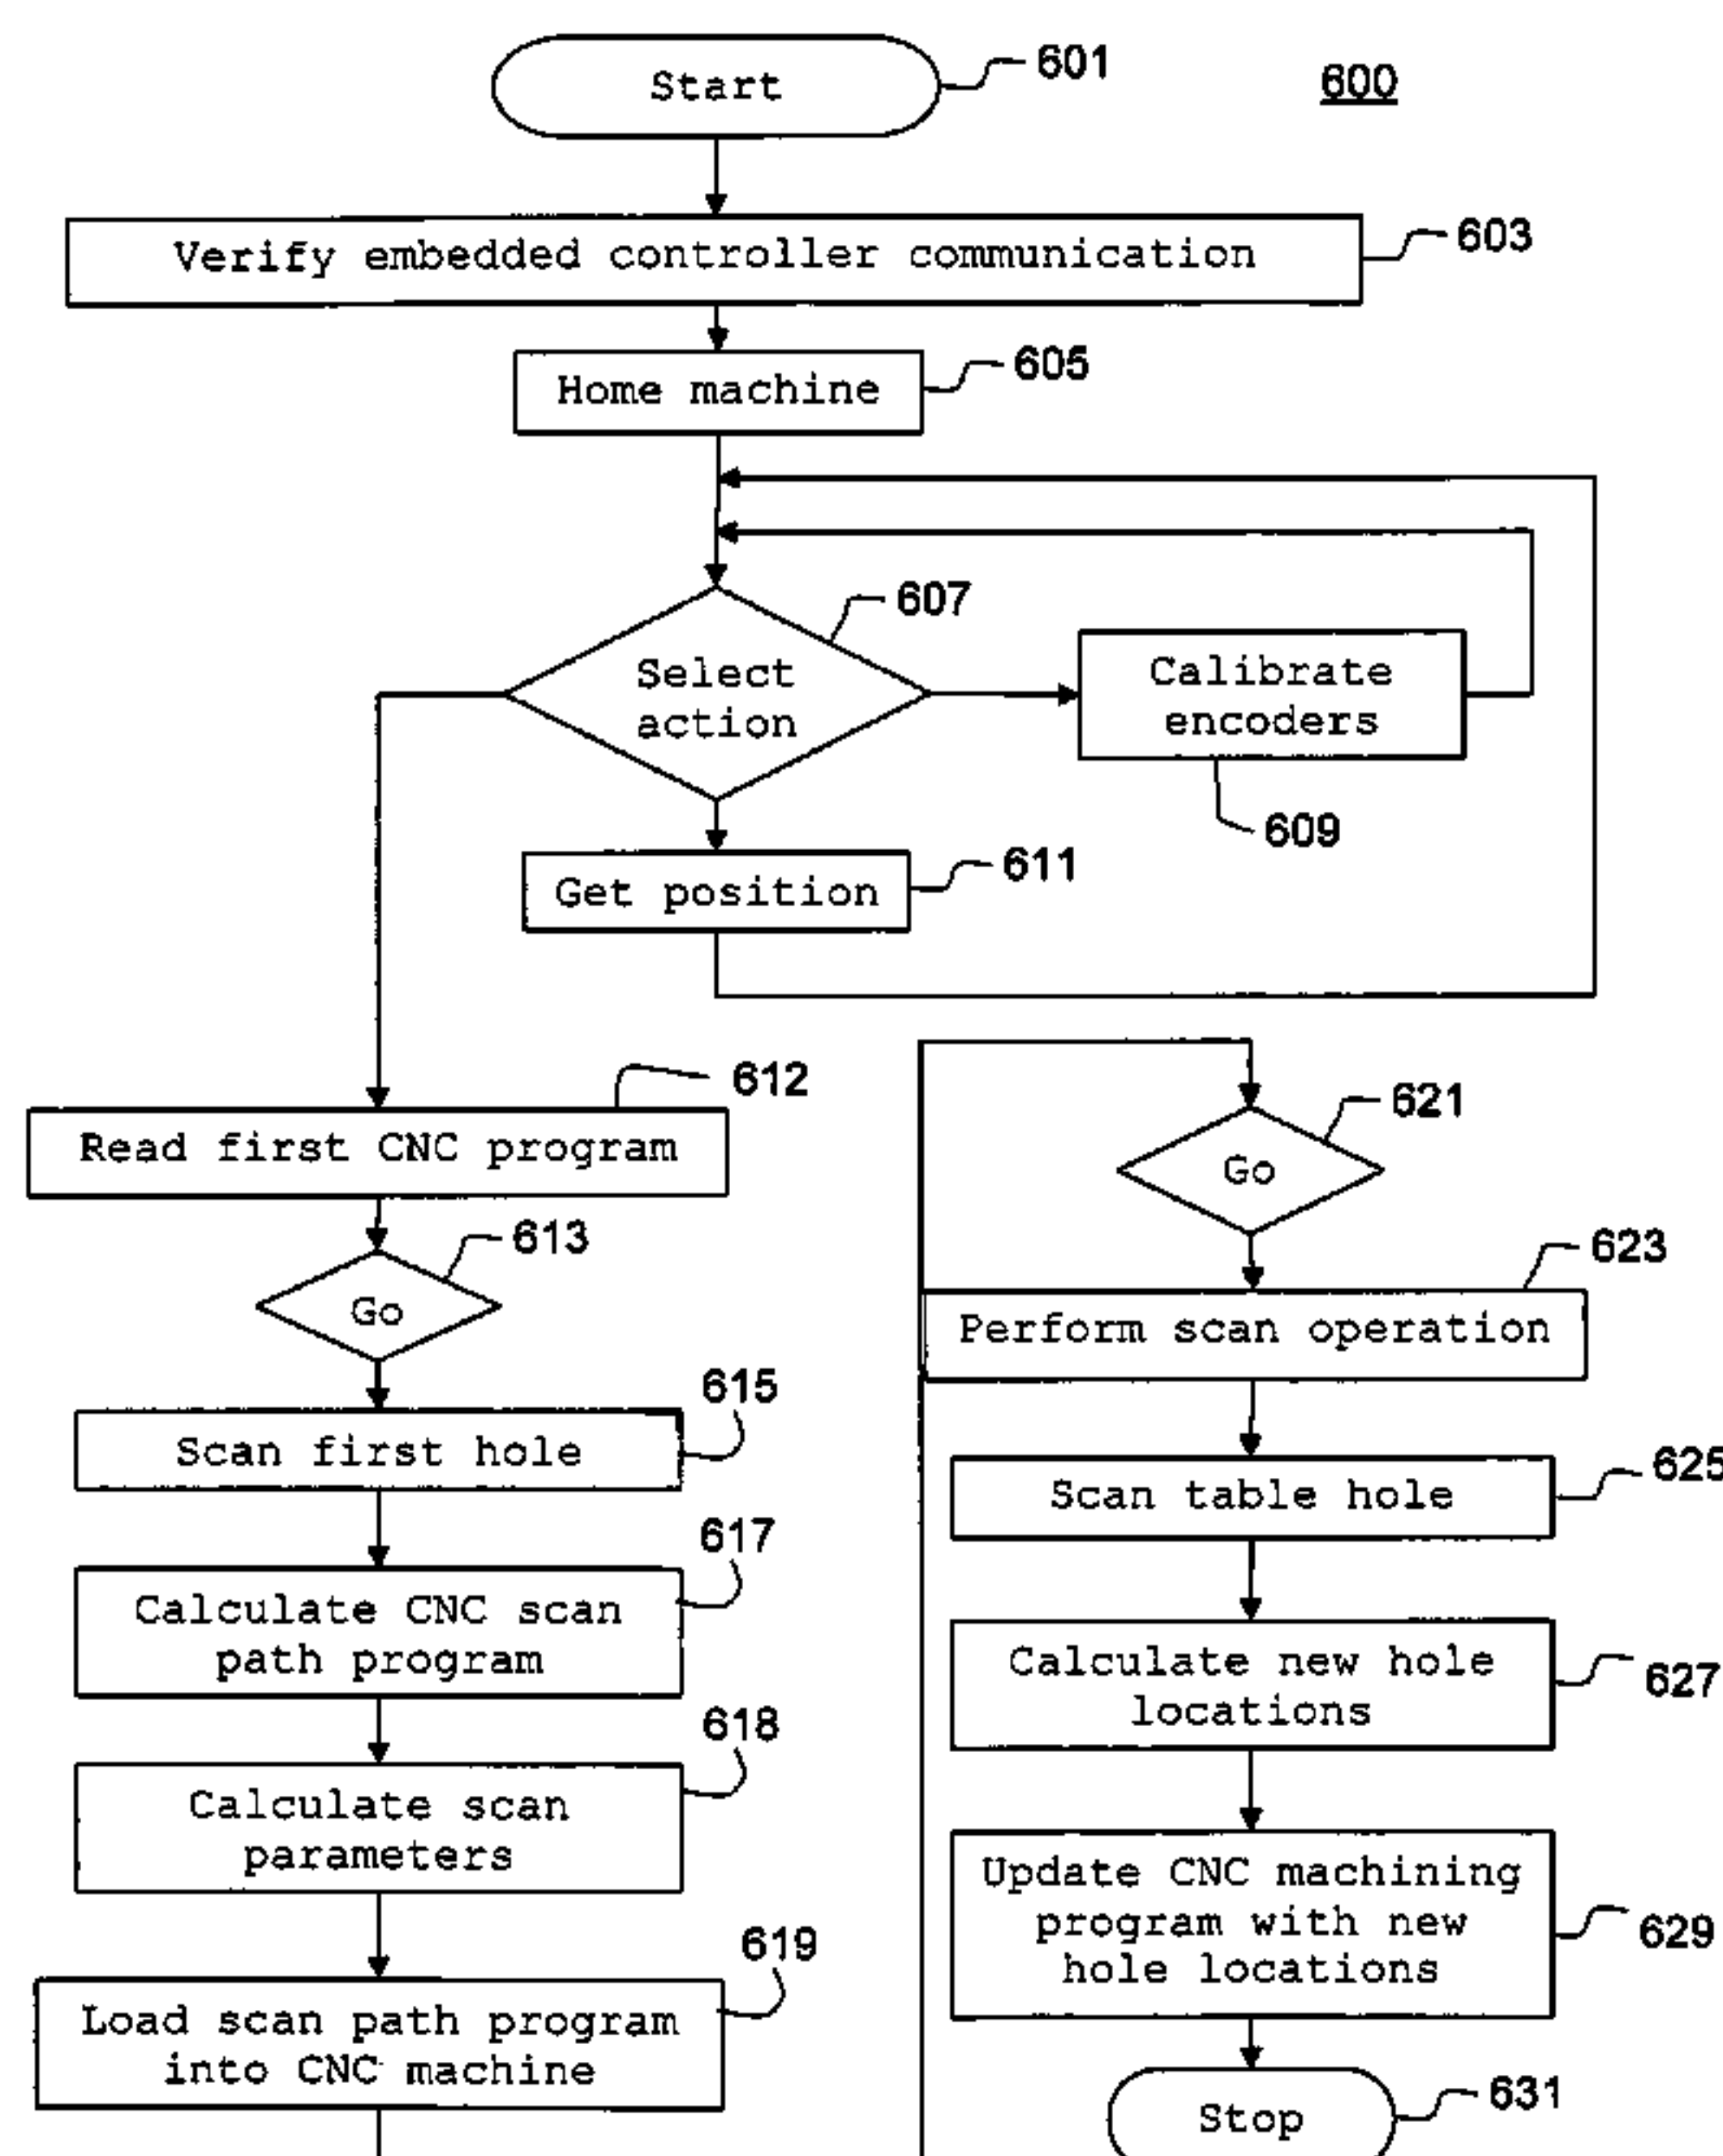 Start
601
600
Verify embedded controller communication
603
Home machine
605
607
Select
action
Calibrate
encoders
609
Get position
611
612
Read first CNC program
613
Go
615
Scan first hole
617
Calculate CNC scan
path program
618
Calculate scan
parameters
619
Load scan path program
into CNC machine
621
Go
623
Perform scan operation
625
Scan table hole
Calculate new hole
locations
627
Update CNC machining
program with new
hole locations
629
Stop
631